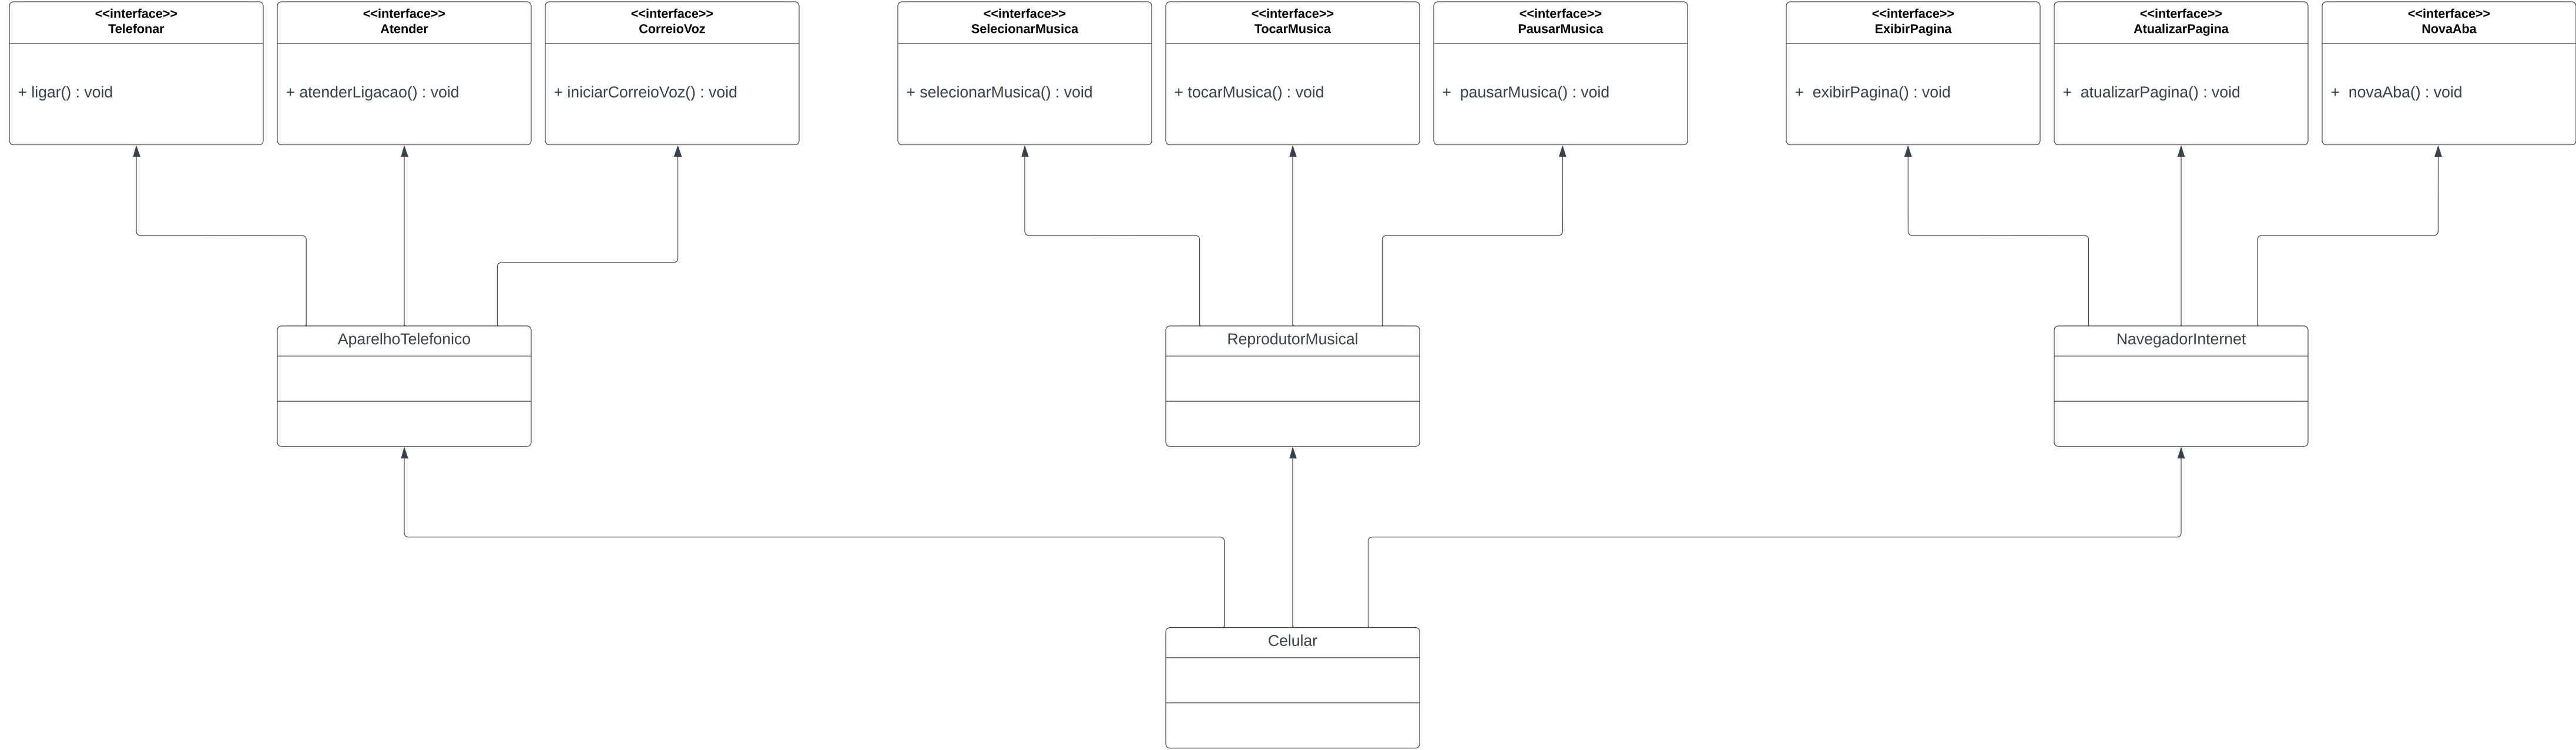 <<interface>>
Telefonar
+ ligar() : void
<<interface>>
Atender
+ atenderLigacao() : void
<<interface>>
CorreioVoz
+ iniciarCorreioVoz() : void
<<interface>>
SelecionarMusica
+ selecionarMusica() : void
<<interface>>
TocarMusica
+ tocarMusica() : void
<<interface>>
PausarMusica
+  pausarMusica() : void
<<interface>>
ExibirPagina
+  exibirPagina() : void
<<interface>>
AtualizarPagina
+  atualizarPagina() : void
<<interface>>
NovaAba
+  novaAba() : void
AparelhoTelefonico
ReprodutorMusical
NavegadorInternet
Celular